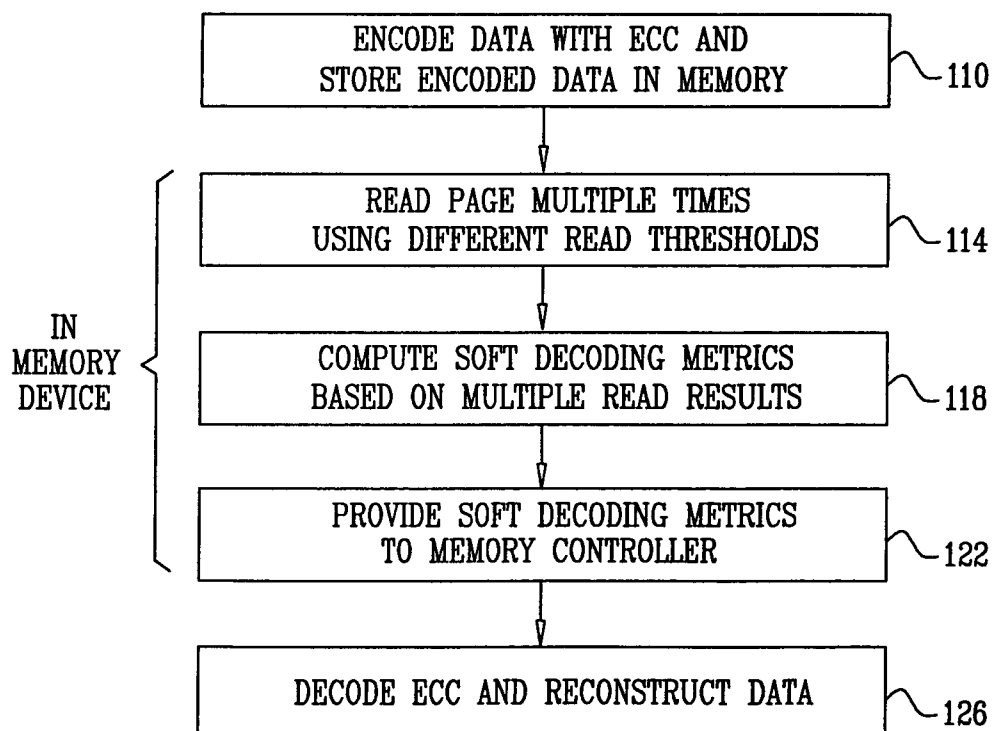 ENCODE DATA WITH ECC AND
STORE ENCODED DATA IN MEMORY
110
READ PAGE MULTIPLE TIMES
USING DIFFERENT READ THRESHOLDS
114
IN
MEMORY
DEVICE
COMPUTE SOFT DECODING METRICS
BASED ON MULTIPLE READ RESULTS
118
PROVIDE SOFT DECODING METRICS
TO MEMORY CONTROLLER
122
DECODE ECC AND RECONSTRUCT DATA
126